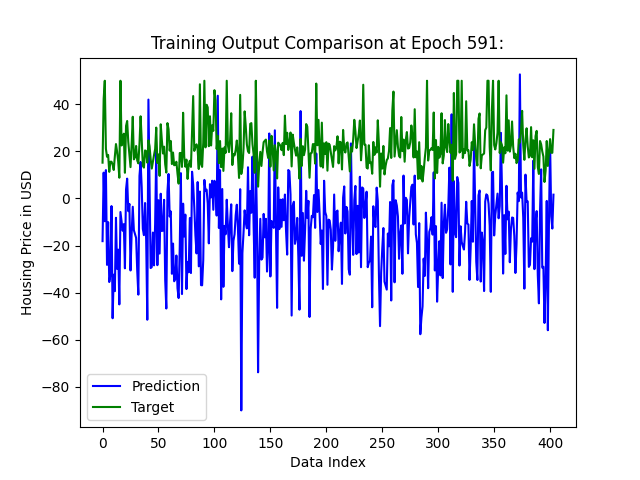 Training Output Comparison at Epoch 591:
Housing Price in USD
40
20
0
−20
−40
−60
−80
Prediction
Target
0 50 100 150 200 250 300 350 400
Data Index